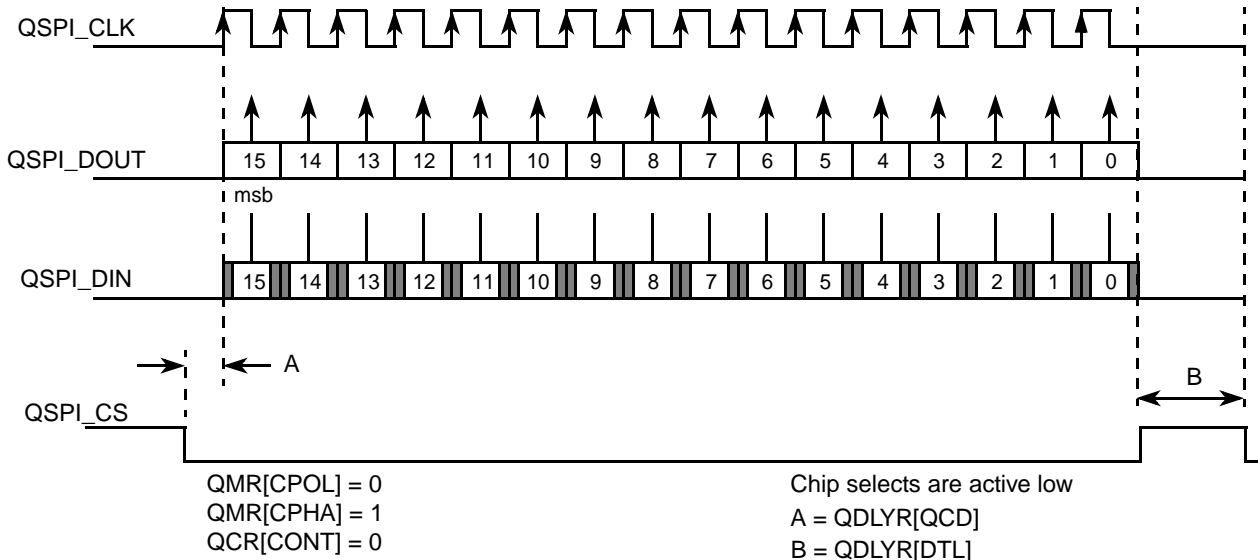 QSPI_CLK
QSPI_DOUT
15 14 13 12 11 10 9 8 7 6 5 4 3 2 1 0
msb
QSPI_DIN
15 14 13 12 11 10 9 8 7 6 5 4 3 2 1 0
A
B
QSPI_CS
QMR[CPOL] = 0
QMR[CPHA] = 1
QCR[CONT] = 0
Chip selects are active low
A = QDLYR[QCD]
B = QDLYR[DTL]